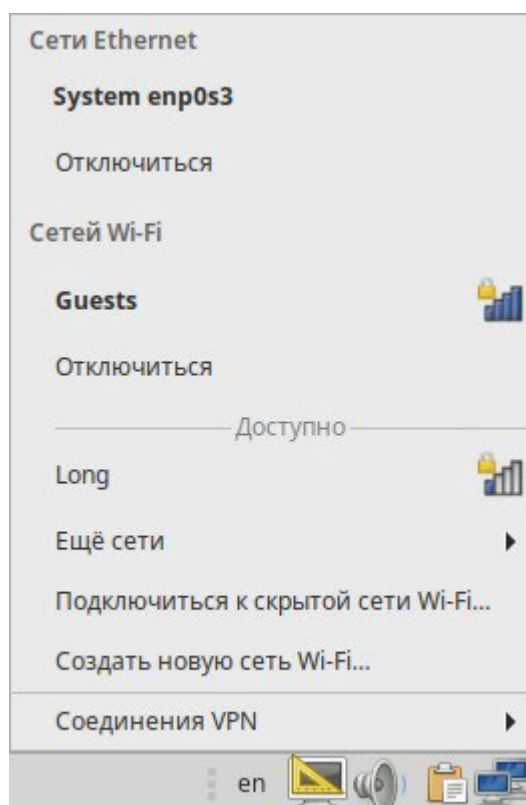 Сети Ethernet
System enp0s3
Отключиться
Сетей Wi-Fi
Guests
Отключиться
Доступно
Long
Ещё сети
Подключиться к скрытой сети Wi-Fi...
Создать новую сеть Wi-Fi...
Соединения VPN
en